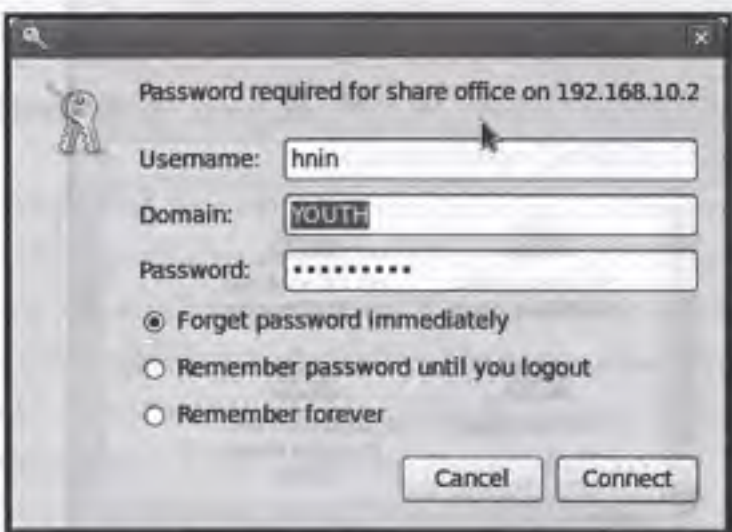 Password required for share office on 192.168.10.2
Username: hnin
Domain: YOUTH
Password: •••••••••
Forget password immediately
Remember password until you logout
Remember forever
Cancel Connect